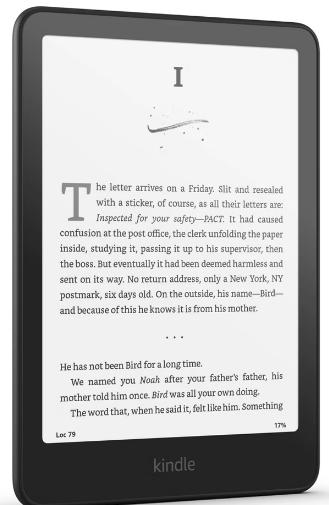 I
The letter arrives on a Friday. Slit and resealed
with a sticker, of course, as all their letters are:
Inspected for your safety—PACT. It had caused
confusion at the post office, the clerk unfolding the paper
inside, studying it, passing it up to his supervisor, then
the boss. But eventually it had been deemed harmless and
sent on its way. No return address, only a New York, NY
postmark, six days old. On the outside, his name—Bird—
and because of this he knows it is from his mother.
. . .
He has not been Bird for a long time.
We named you Noah after your father's father, his
mother told him once. Bird was all your own doing.
The word that, when he said it, felt like him. Something
Loc 79 17%
kindle